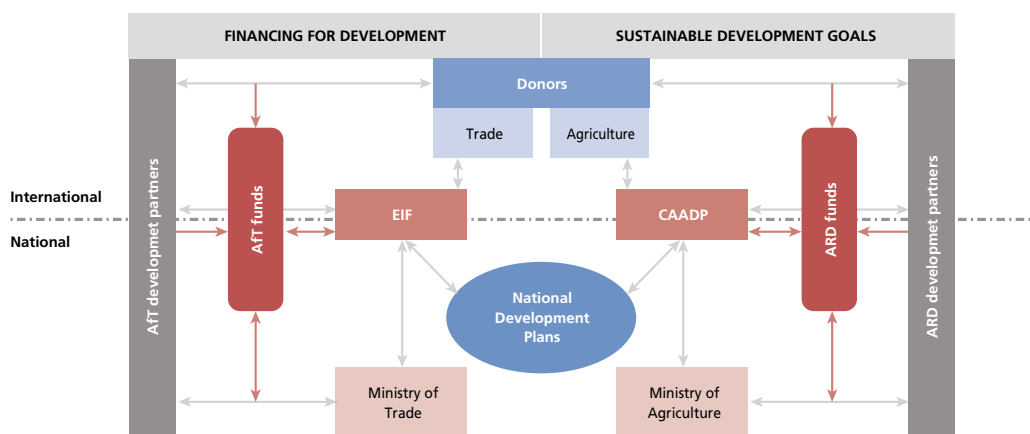 FINANCING FOR DEVELOPMENT
SUSTAINABLE DEVELOPMENT GOALS
Donors
Trade
Agriculture
International
National
AfT developmet partners
AfT funds
EIF
CAADP
ARD funds
ARD developmet partners
National
Development
Plans
Ministry of
Trade
Ministry of
Agriculture